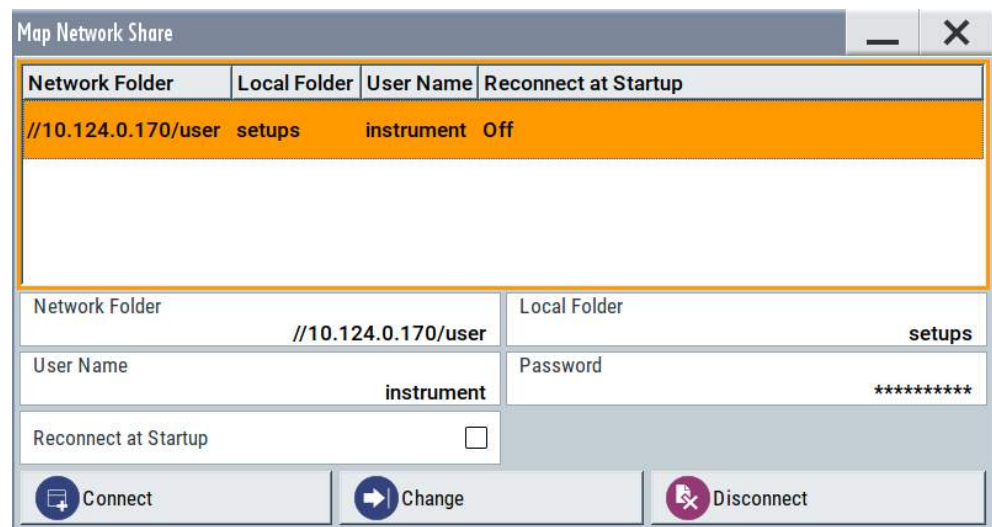 Map Network Share
Network Folder Local Folder User Name Reconnect at Startup
//10.124.0.170/user setups instrument Off
Network Folder Local Folder
//10.124.0.170/user setups
User Name Password
instrument **********
Reconnect at Startup
Connect Change Disconnect